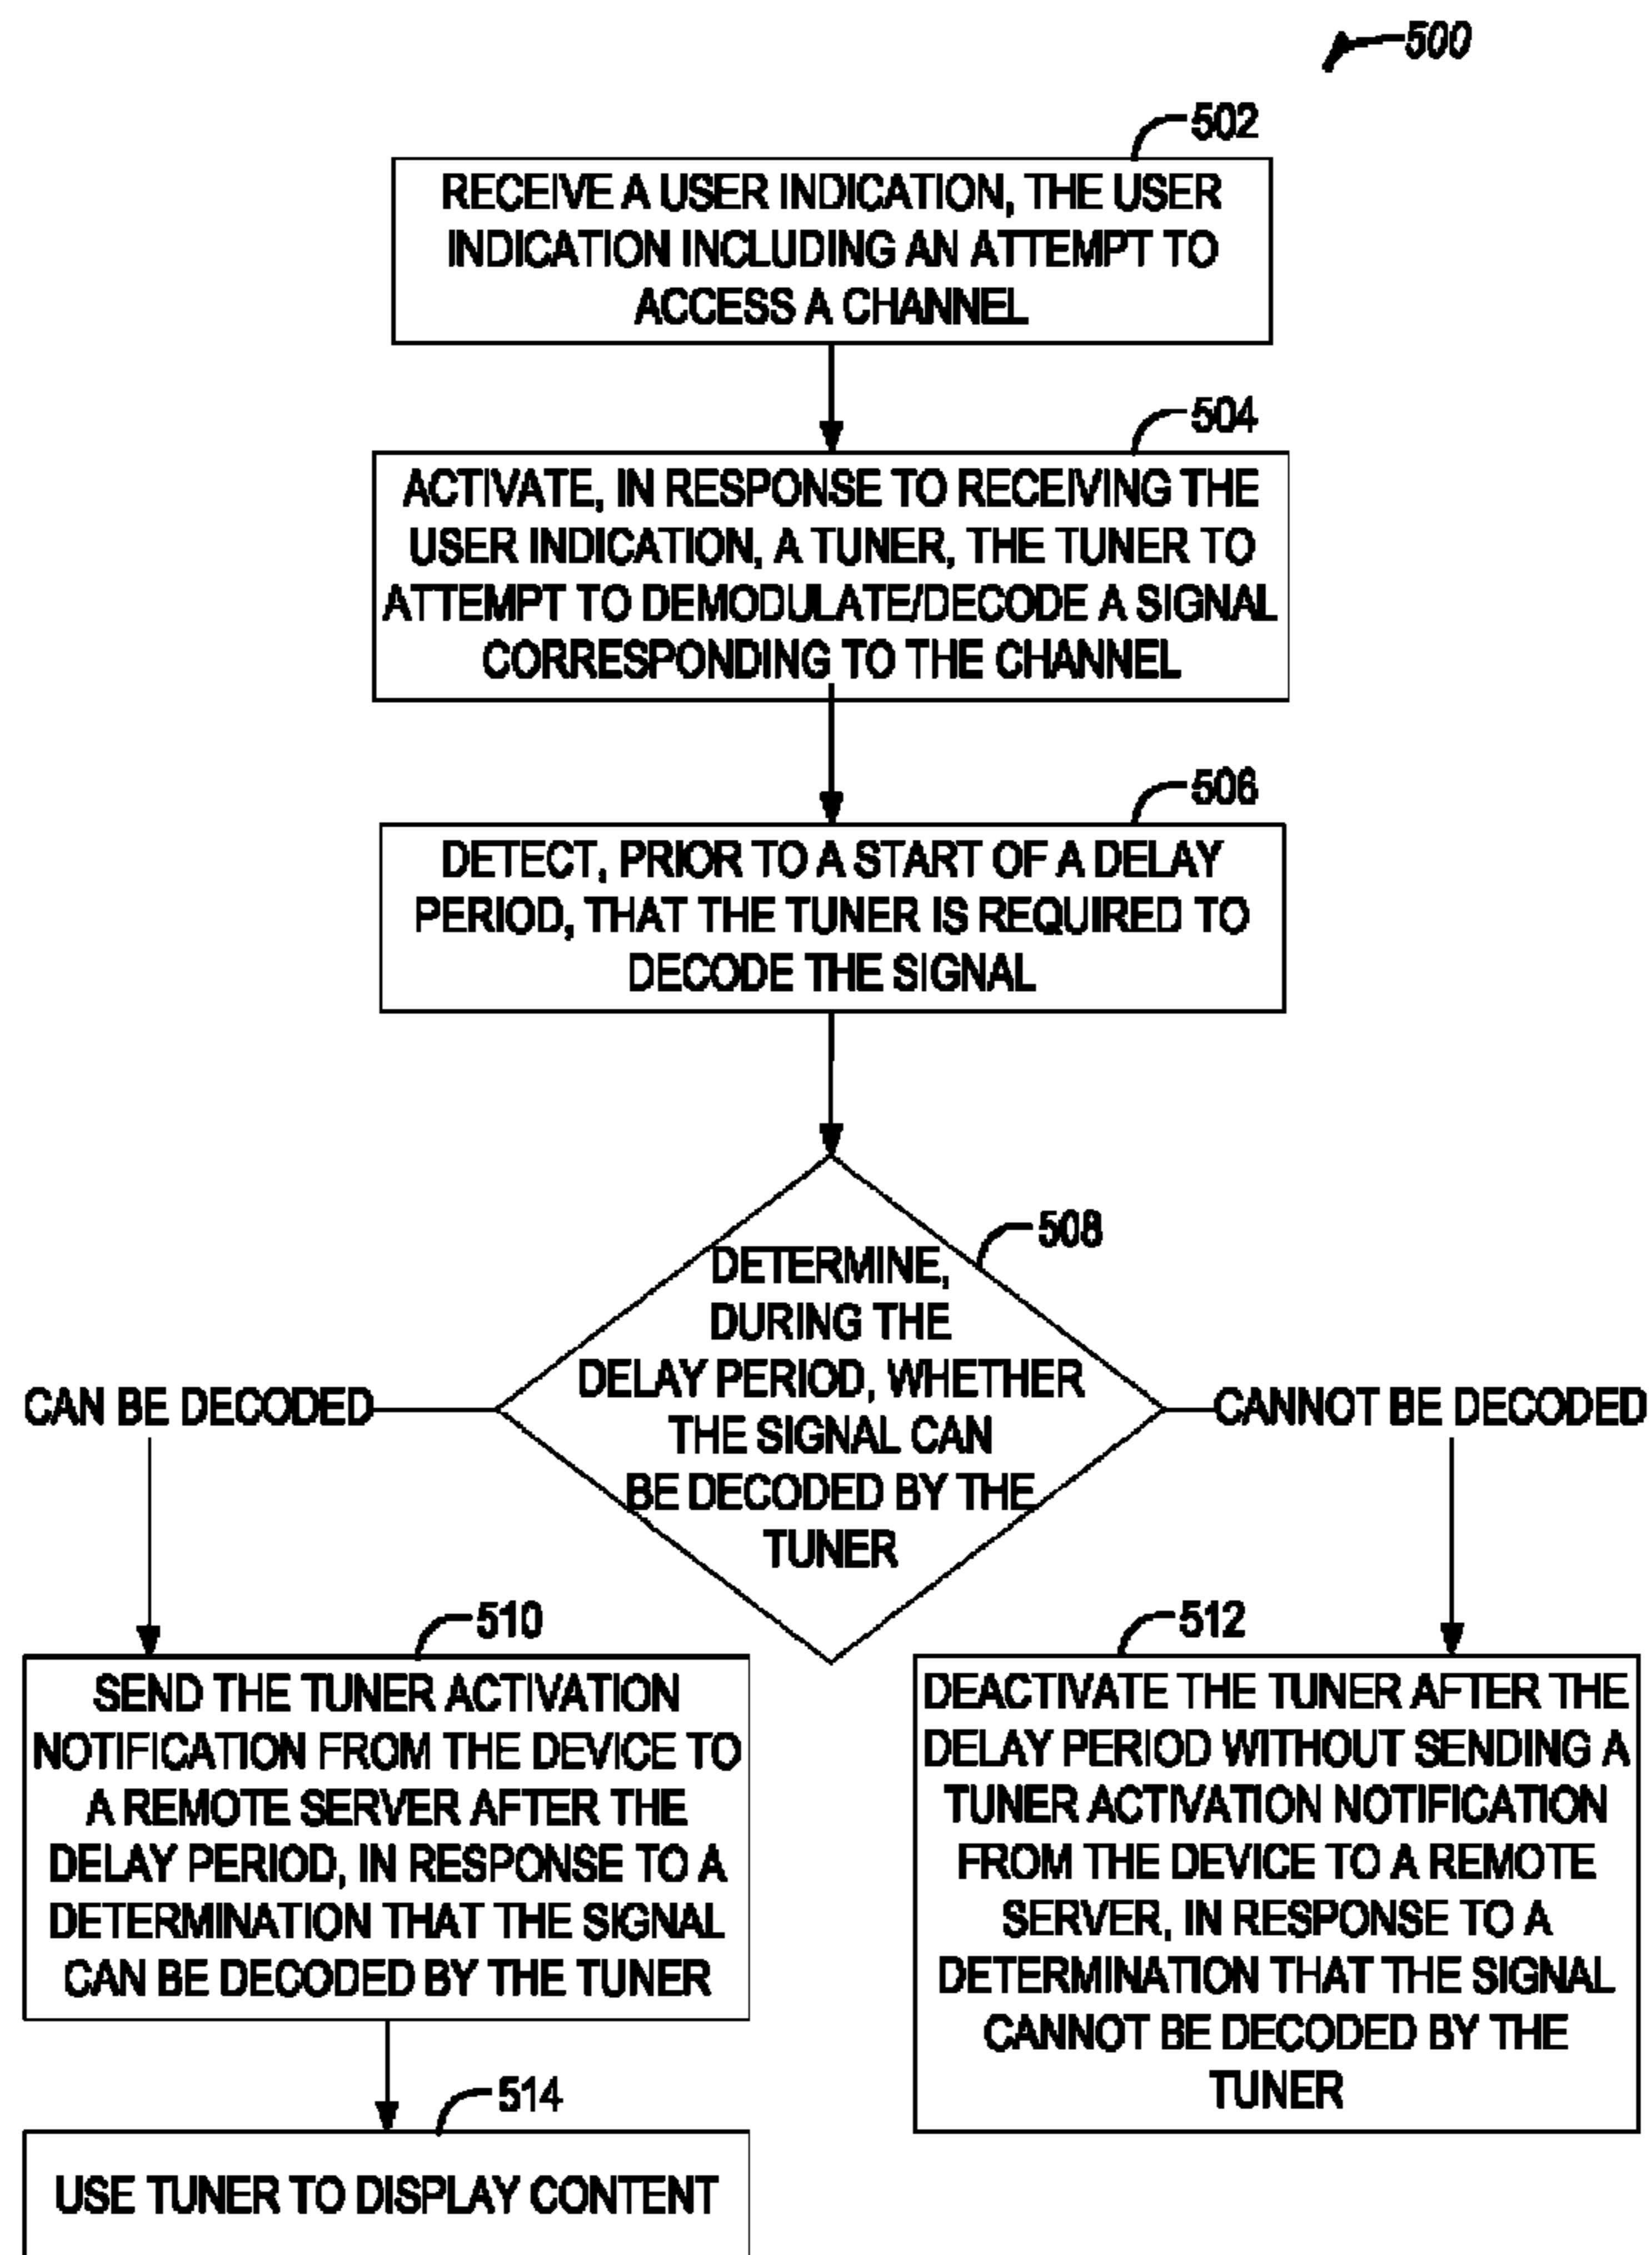 500
502
RECEIVE A USER INDICATION, THE USER
INDICATION INCLUDING AN ATTEMPT TO
ACCESS A CHANNEL
504
ACTIVATE, IN RESPONSE TO RECEIVING THE
USER INDICATION, A TUNER, THE TUNER TO
ATTEMPT TO DEMODULATE/DECODE A SIGNAL
CORRESPONDING TO THE CHANNEL
506
DETECT, PRIOR TO A START OF A DELAY
PERIOD, THAT THE TUNER IS REQUIRED TO
DECODE THE SIGNAL
508
DETERMINE,
DURING THE
DELAY PERIOD, WHETHER
THE SIGNAL CAN
BE DECODED BY THE
TUNER
CAN BE DECODED
CANNOT BE DECODED
510
SEND THE TUNER ACTIVATION
NOTIFICATION FROM THE DEVICE TO
A REMOTE SERVER AFTER THE
DELAY PERIOD, IN RESPONSE TO A
DETERMINATION THAT THE SIGNAL
CAN BE DECODED BY THE TUNER
512
DEACTIVATE THE TUNER AFTER THE
DELAY PERIOD WITHOUT SENDING A
TUNER ACTIVATION NOTIFICATION
FROM THE DEVICE TO A REMOTE
SERVER, IN RESPONSE TO A
DETERMINATION THAT THE SIGNAL
CANNOT BE DECODED BY THE
TUNER
514
USE TUNER TO DISPLAY CONTENT